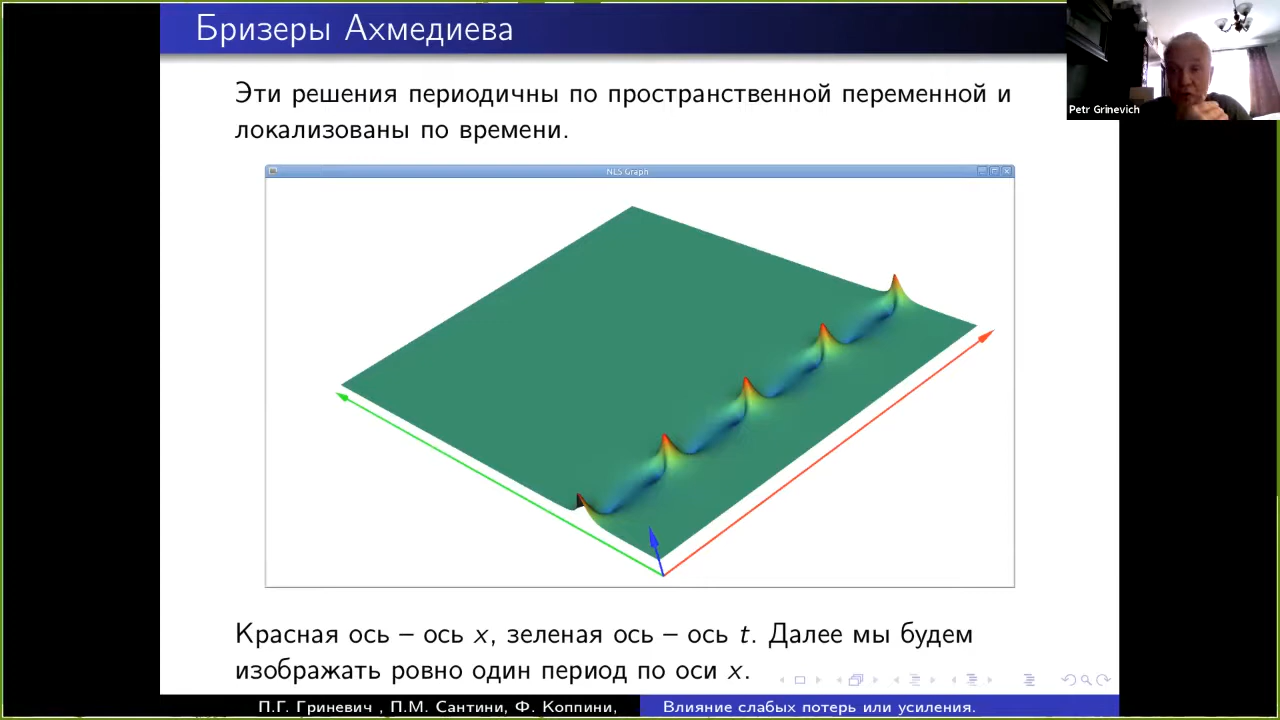 Бризеры Ахмедиева
Petr Grinevich
Эти решения периодичны по пространственной переменной и
локализованы по времени.
NLS Graph
Красная ось – ось x, зеленая ось – ось t. Далее мы будем
изображать ровно один период по оси x.
П.Г. Гриневич , П.М. Сантини, Ф. Коппини,
Влияние слабых потерь или усиления.